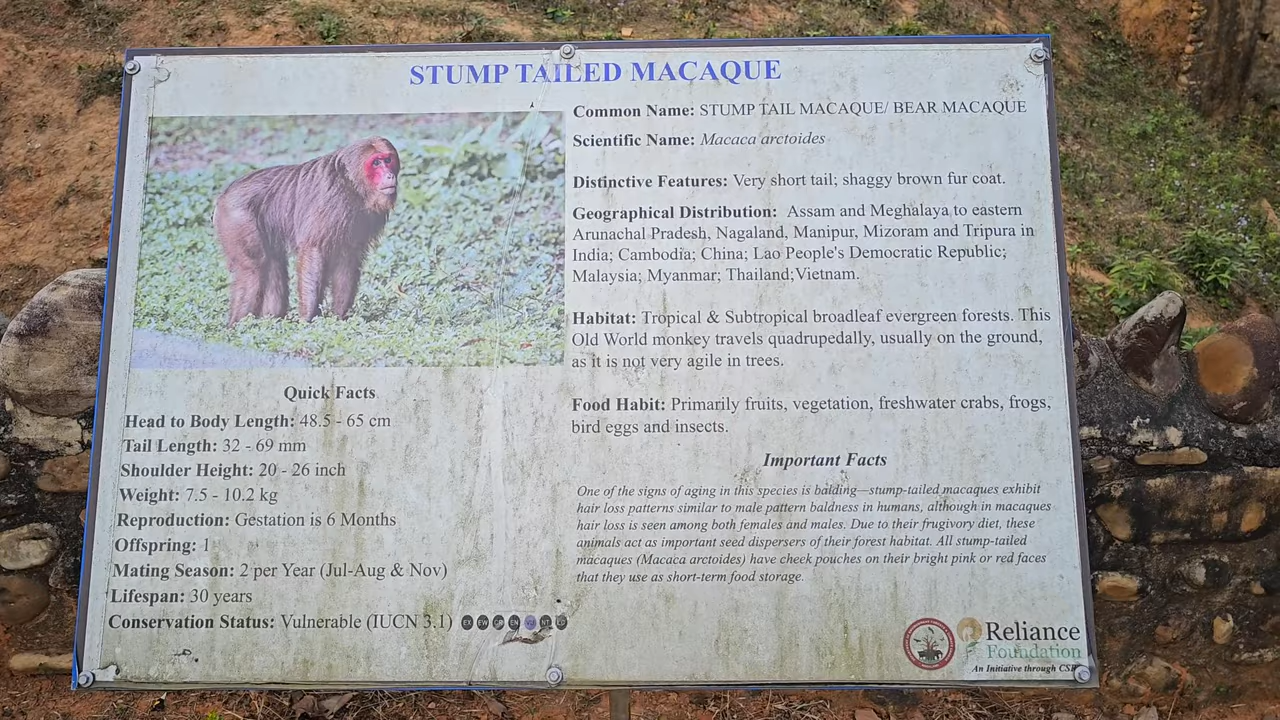 STUMP TAILED MACAQUE
Quick Facts
Head to Body Length: 48.5 - 65 cm
Tail Length: 32 - 69 mm
Shoulder Height: 20 - 26 inch
Weight: 7.5 - 10.2 kg
Reproduction: Gestation is 6 Months
Offspring: 1
Mating Season: 2 per Year (Jul-Aug & Nov)
Lifespan: 30 years
Conservation Status: Vulnerable (IUCN 3.1)
EX EW CR EN VU NT
Common Name: STUMP TAIL MACAQUE/ BEAR MACAQUE
Scientific Name: Macaca arctoides
Distinctive Features: Very short tail; shaggy brown fur coat.
Geographical Distribution: Assam and Meghalaya to eastern
Arunachal Pradesh, Nagaland, Manipur, Mizoram and Tripura in
India; Cambodia; China; Lao People's Democratic Republic;
Malaysia; Myanmar; Thailand;Vietnam.
Habitat: Tropical & Subtropical broadleaf evergreen forests. This
Old World monkey travels quadrupedally, usually on the ground,
as it is not very agile in trees.
Food Habit: Primarily fruits, vegetation, freshwater crabs, frogs,
bird eggs and insects.
Important Facts
One of the signs of aging in this species is balding—stump-tailed macaques exhibit
hair loss patterns similar to male pattern baldness in humans, although in macaques
hair loss is seen among both females and males. Due to their frugivory diet, these
animals act as important seed dispersers of their forest habitat. All stump-tailed
macaques (Macaca arctoides) have cheek pouches on their bright pink or red faces
that they use as short-term food storage.
Reliance
Foundation
An Initiative through CSR